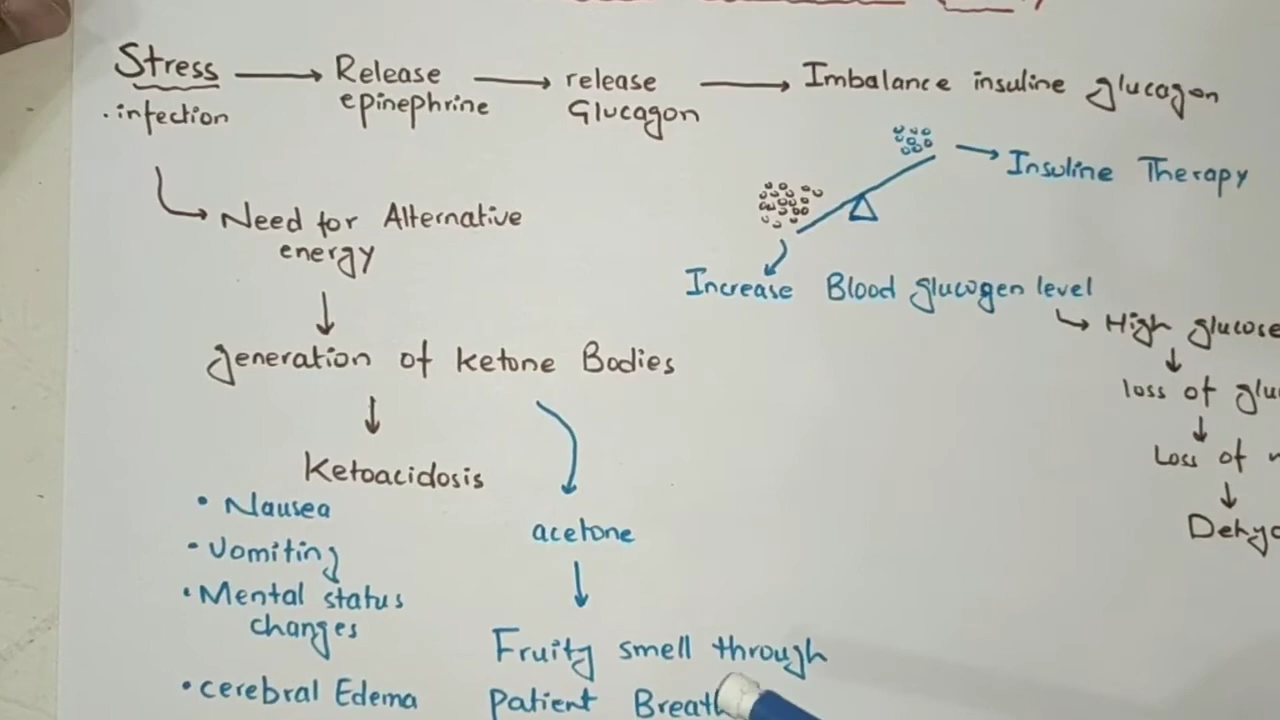 Stress
infection
Release
epinephrine
release
Glucagon
Imbalance insuline glucagon
Insuline Therapy
Increase Blood glucogen level
High glucose
loss of
Loss of
Need for Alternative
energy
generation of ketone Bodies
Ketoacidosis
• Nausea
• Vomiting
• Mental status
changes
• cerebral Edema
acetone
Fruity smell through
patient